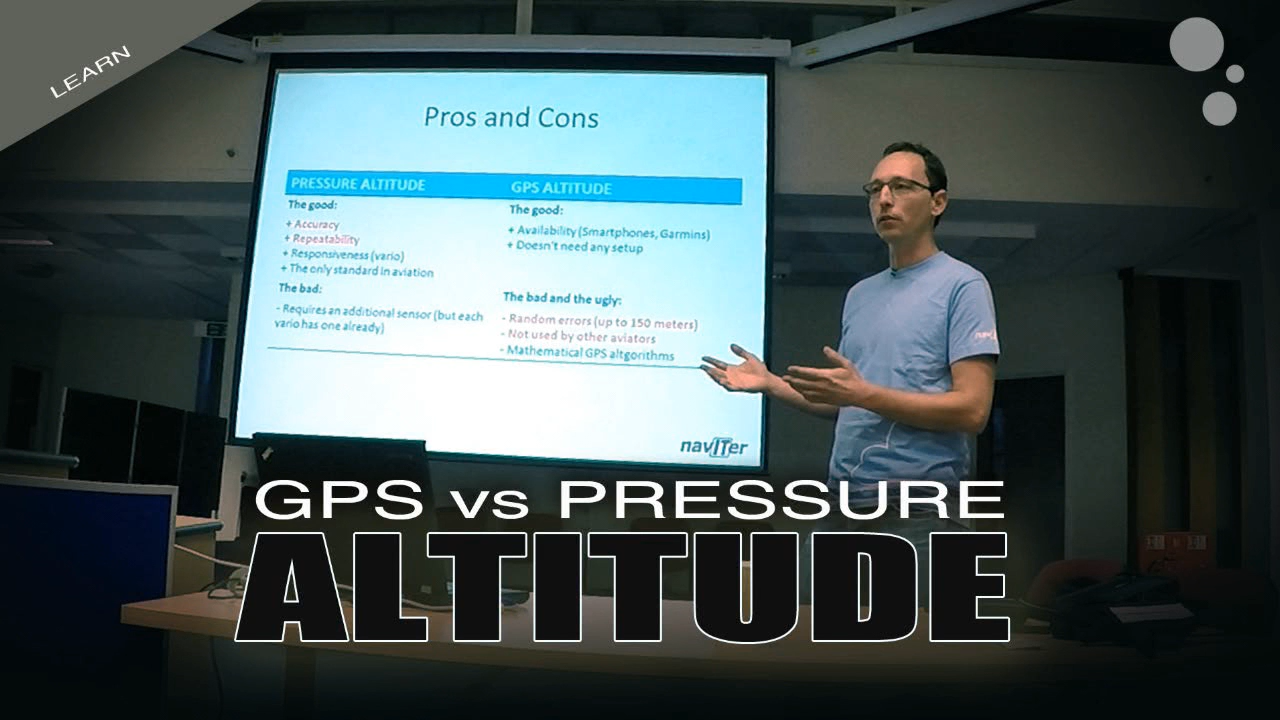 LEARN
Pros and Cons
PRESSURE ALTITUDE
The good:
+ Accuracy
+ Repeatability
+ Responsiveness (vario)
+ The only standard in aviation
The bad:
- Requires an additional sensor (but each
vario has one already)
GPS ALTITUDE
The good:
+ Availability (Smartphones, Garmins)
+ Doesn't need any setup
The bad and the ugly:
- Random errors (up to 150 meters)
- Not used by other aviators
- Mathematical GPS altgorithms
navITer
GPS vs PRESSURE
ALTITUDE